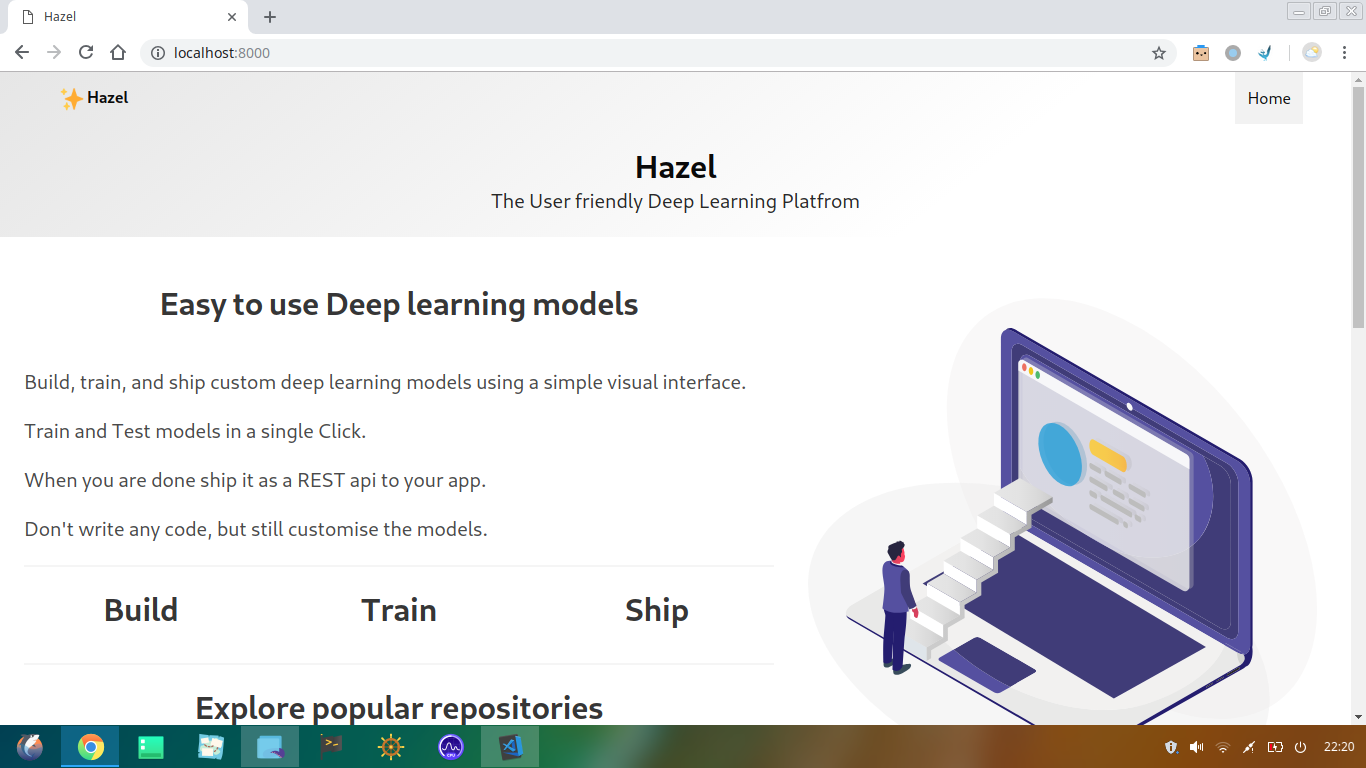 Hazel
localhost:8000
✨ Hazel
Home
Hazel
The User friendly Deep Learning Platfrom
Easy to use Deep learning models
Build, train, and ship custom deep learning models using a simple visual interface.
Train and Test models in a single Click.
When you are done ship it as a REST api to your app.
Don't write any code, but still customise the models.
Build Train Ship
Explore popular repositories
CPU
22:20